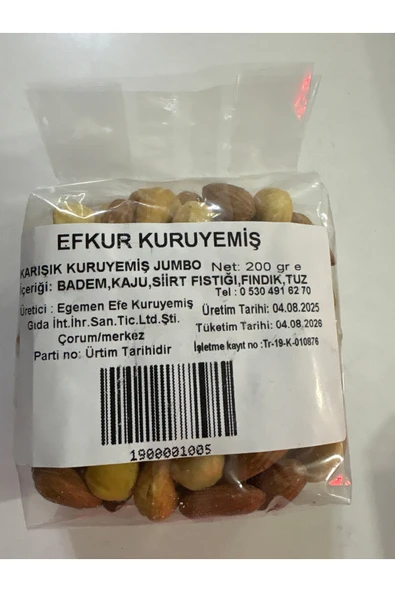 EFKUR KURUYEMİŞ
KARIŞIK KURUYEMİŞ JUMBO Net: 200 gr e
İçeriği: BADEM,KAJU,SİİRT FISTIĞI,FINDIK,TUZ
Tel : 0 530 491 62 70
Üretici : Egemen Efe Kuruyemiş
Gıda İht.İhr.San.Tic.Ltd.Şti.
Çorum/merkez
Parti no: Ürtim Tarihidir
Üretim Tarihi: 04.08.2025
Tüketim Tarihi: 04.08.2026
İşletme kayıt no :Tr-19-K-010876
1900001005